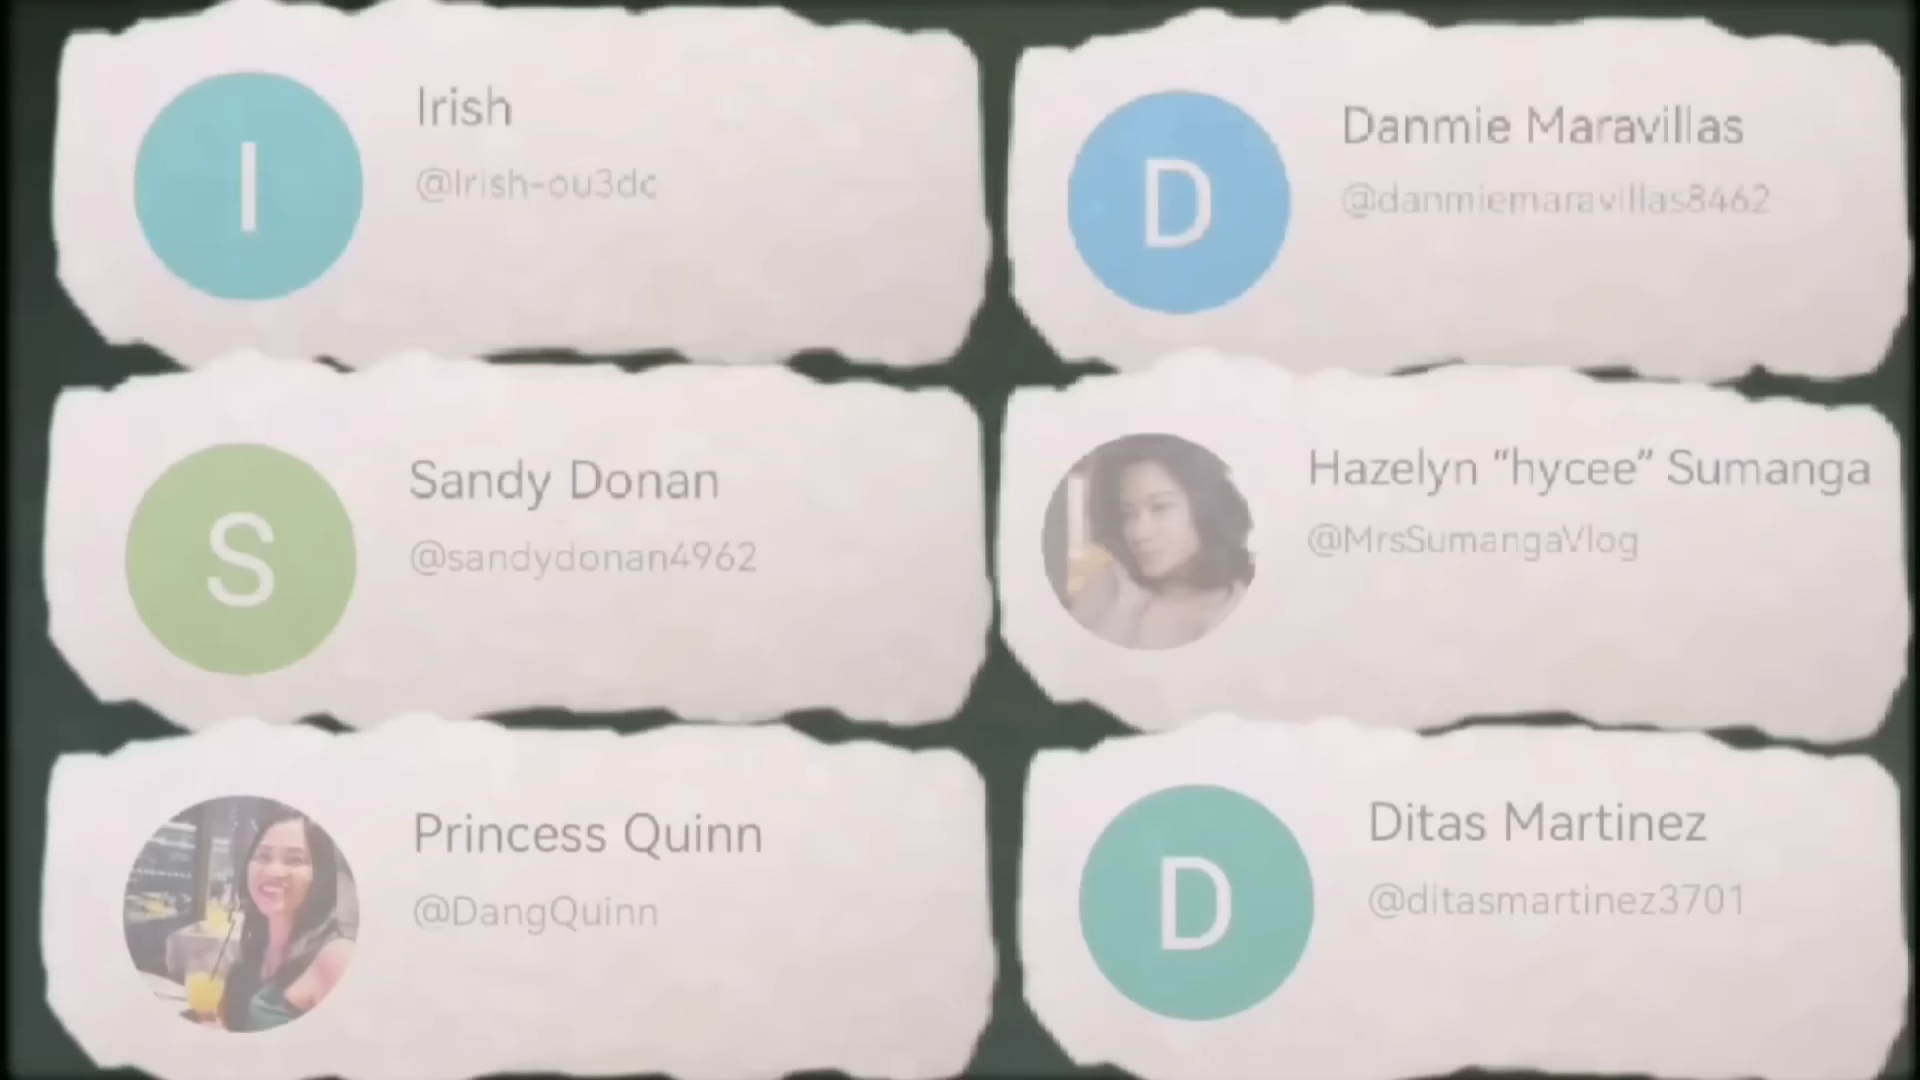 I
Irish
@Irish-ou3dc
D
Danmie Maravillas
@danmiemaravillas8462
S
Sandy Donan
@sandydonan4962
Hazelyn “hycee” Sumanga
@MrsSumangaVlog
Princess Quinn
@DangQuinn
D
Ditas Martinez
@ditasmartinez3701